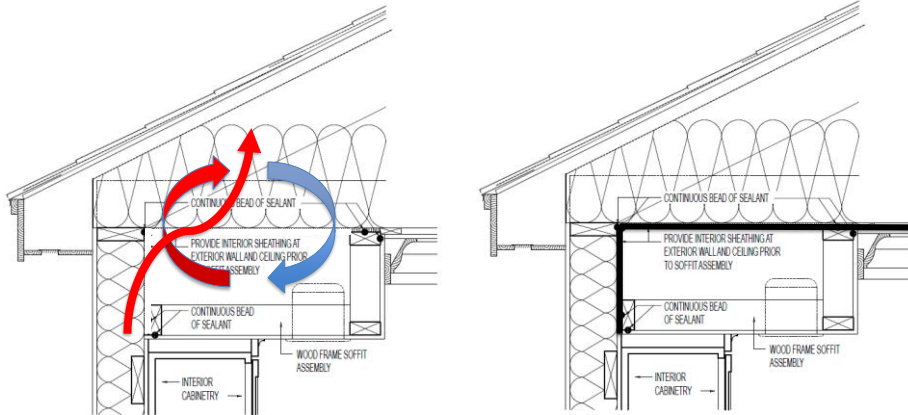 CONTINUOUS BEAD OF SEALANT
PROVIDE INTERIOR SHEATHING AT
EXTERIOR WALL AND CEILING PRIOR
SOFFIT ASSEMBLY
CONTINUOUS BEAD
OF SEALANT
WOOD FRAME SOFFIT
ASSEMBLY
INTERIOR
CABINETRY
CONTINUOUS BEAD OF SEALANT
PROVIDE INTERIOR SHEATHING AT
EXTERIOR WALL AND CEILING PRIOR
TO SOFFIT ASSEMBLY
CONTINUOUS BEAD
OF SEALANT
WOOD FRAME SOFFIT
ASSEMBLY
INTERIOR
CABINETRY